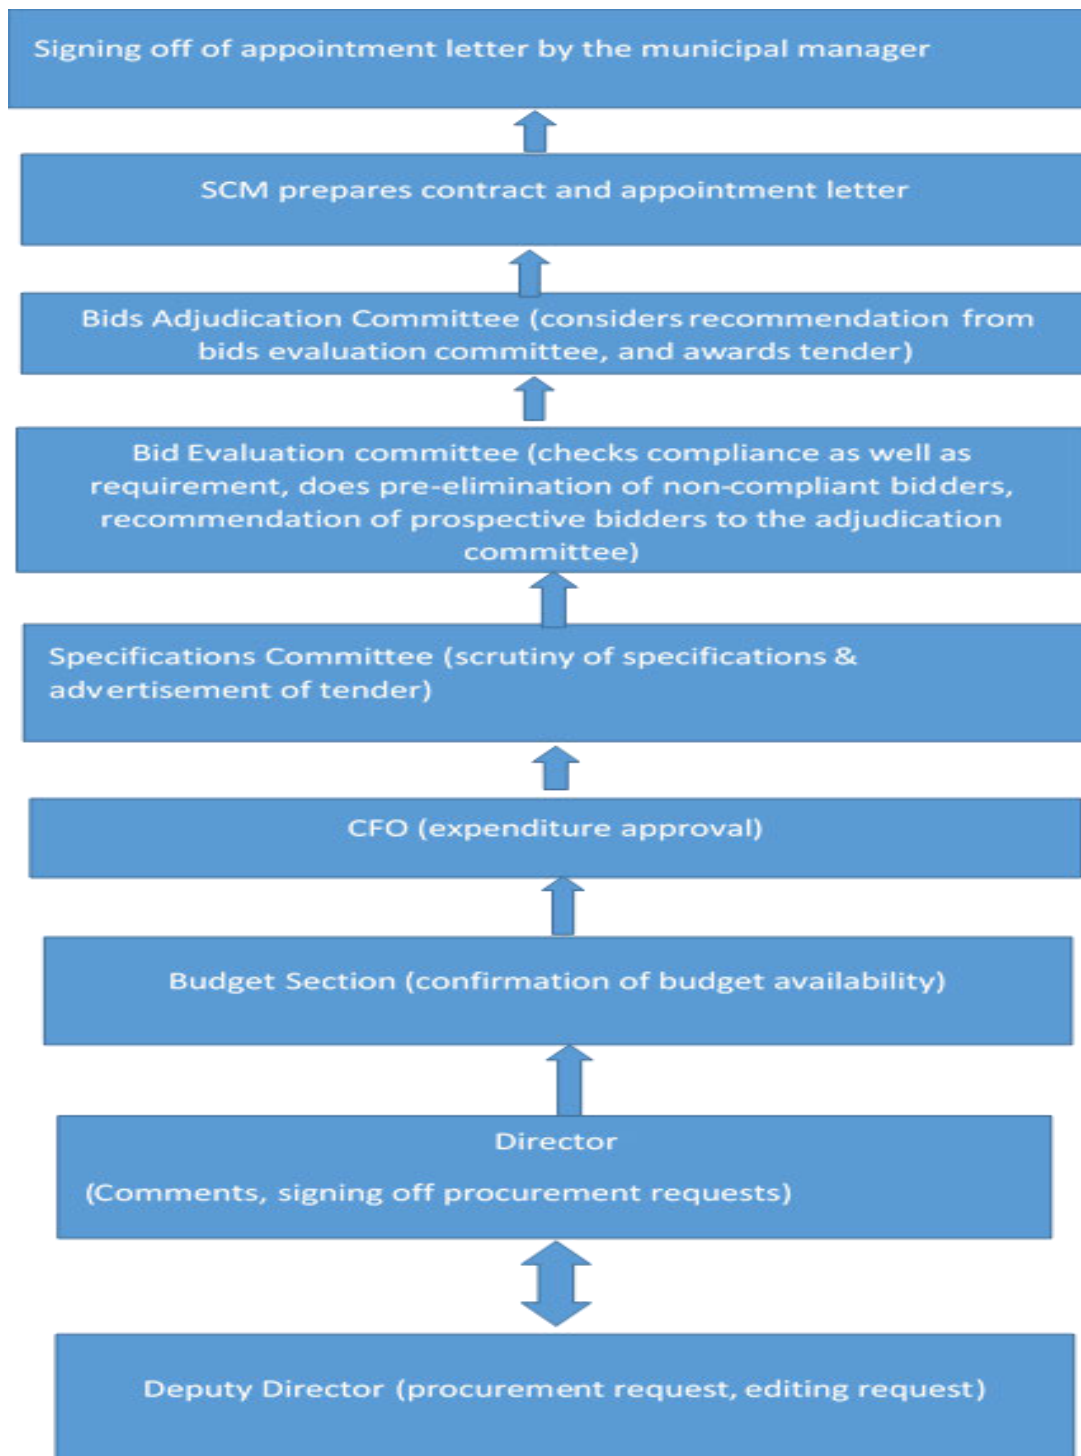 Signing off of appointment letter by the municipal manager
SCM prepares contract and appointment letter
Bids Adjudication Committee (considers recommendation from
bids evaluation committee, and awards tender)
Bid Evaluation committee (checks compliance as well as
requirement, does pre-elimination of non-compliant bidders,
recommendation of prospective bidders to the adjudication
committee)
Specifications Committee (scrutiny of specifications &
advertisement of tender)
CFO (expenditure approval)
Budget Section (confirmation of budget availability)
Director
(Comments, signing off procurement requests)
Deputy Director (procurement request, editing request)